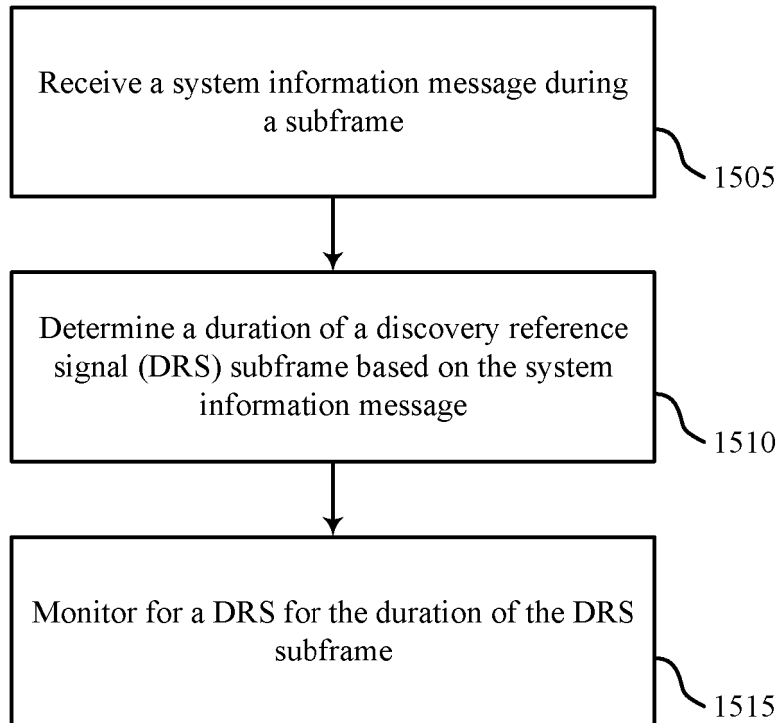 Receive a system information message during
a subframe
1505
Determine a duration of a discovery reference
signal (DRS) subframe based on the system
information message
1510
Monitor for a DRS for the duration of the DRS
subframe
1515